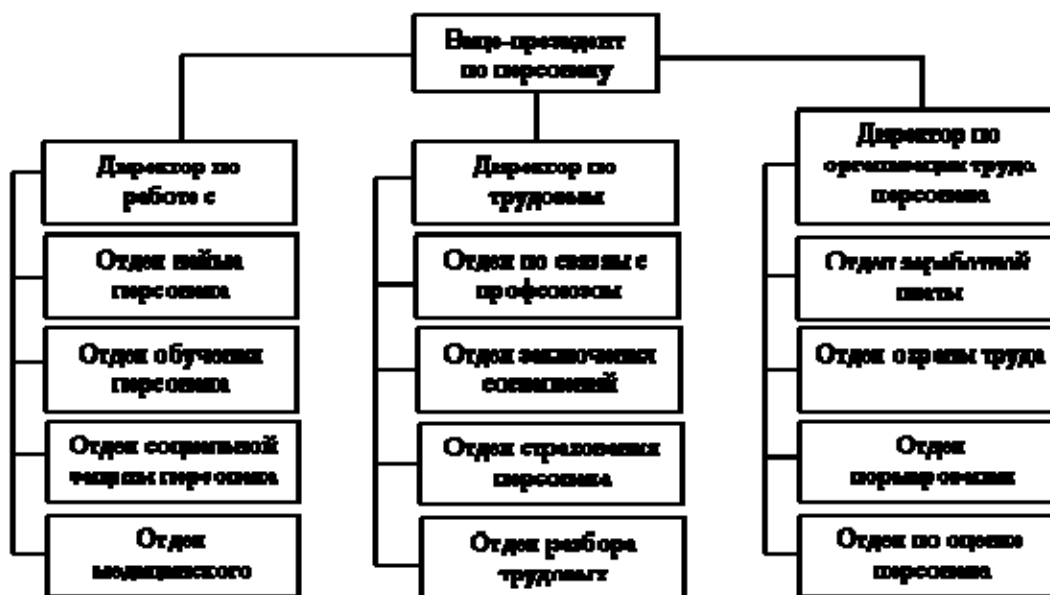 Вице-президент
по персоналу
Директор по
работе с
Отдел найма
персонала
Отдел обучения
персонала
Отдел социальной
защиты персонала
Отдел
медицинского
Директор по
трудовым
Отдел по связям с
профсоюзом
Отдел заключения
соглашений
Отдел страхования
персонала
Отдел разбора
трудовых
Директор по
организации труда
персонала
Отдел заработной
платы
Отдел охраны труда
Отдел
нормирования
Отдел по оценке
персонала